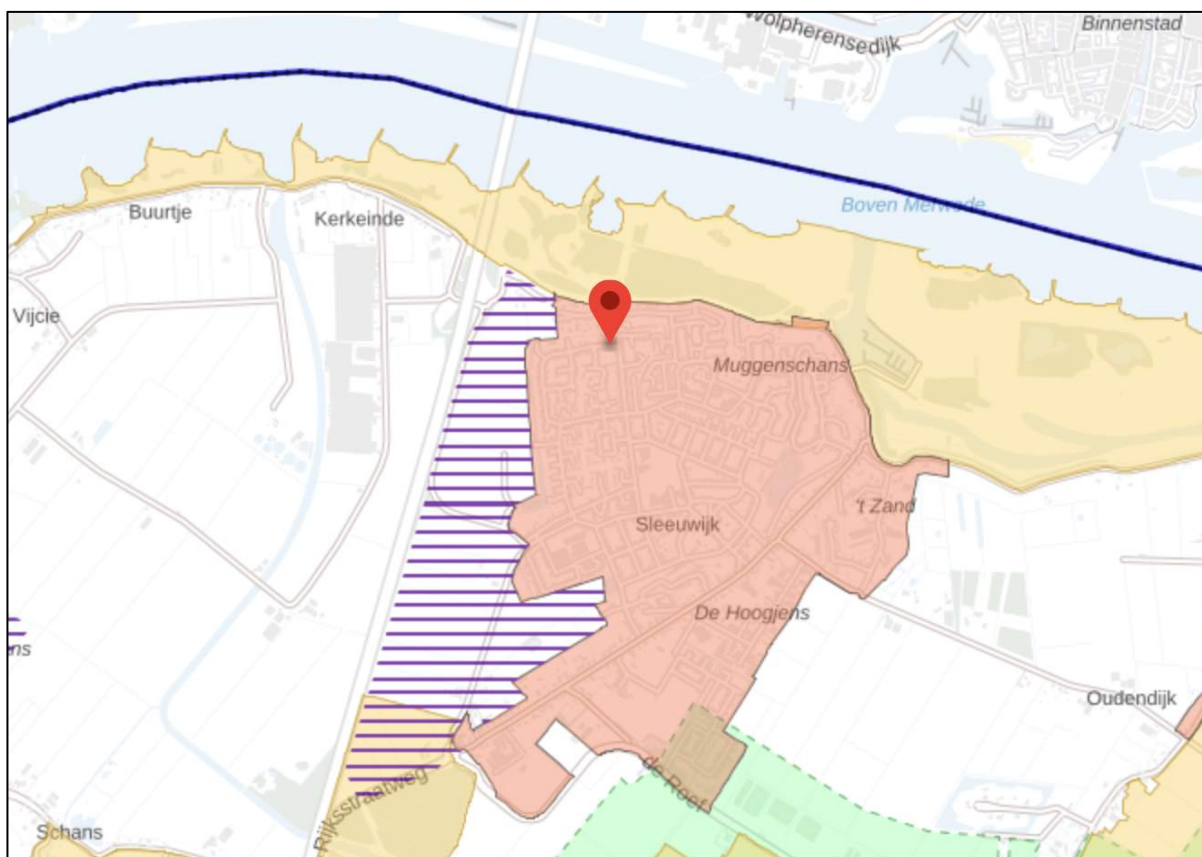 Wolpherensedijk
Binnenstad
Buurtje
Kerkeinde
Boven Merwede
Vijcie
Muggenschans
't Zand
Sleeuwijk
De Hoogjens
ns
Oudendijk
de Roef
Rijksstraatweg
Schans